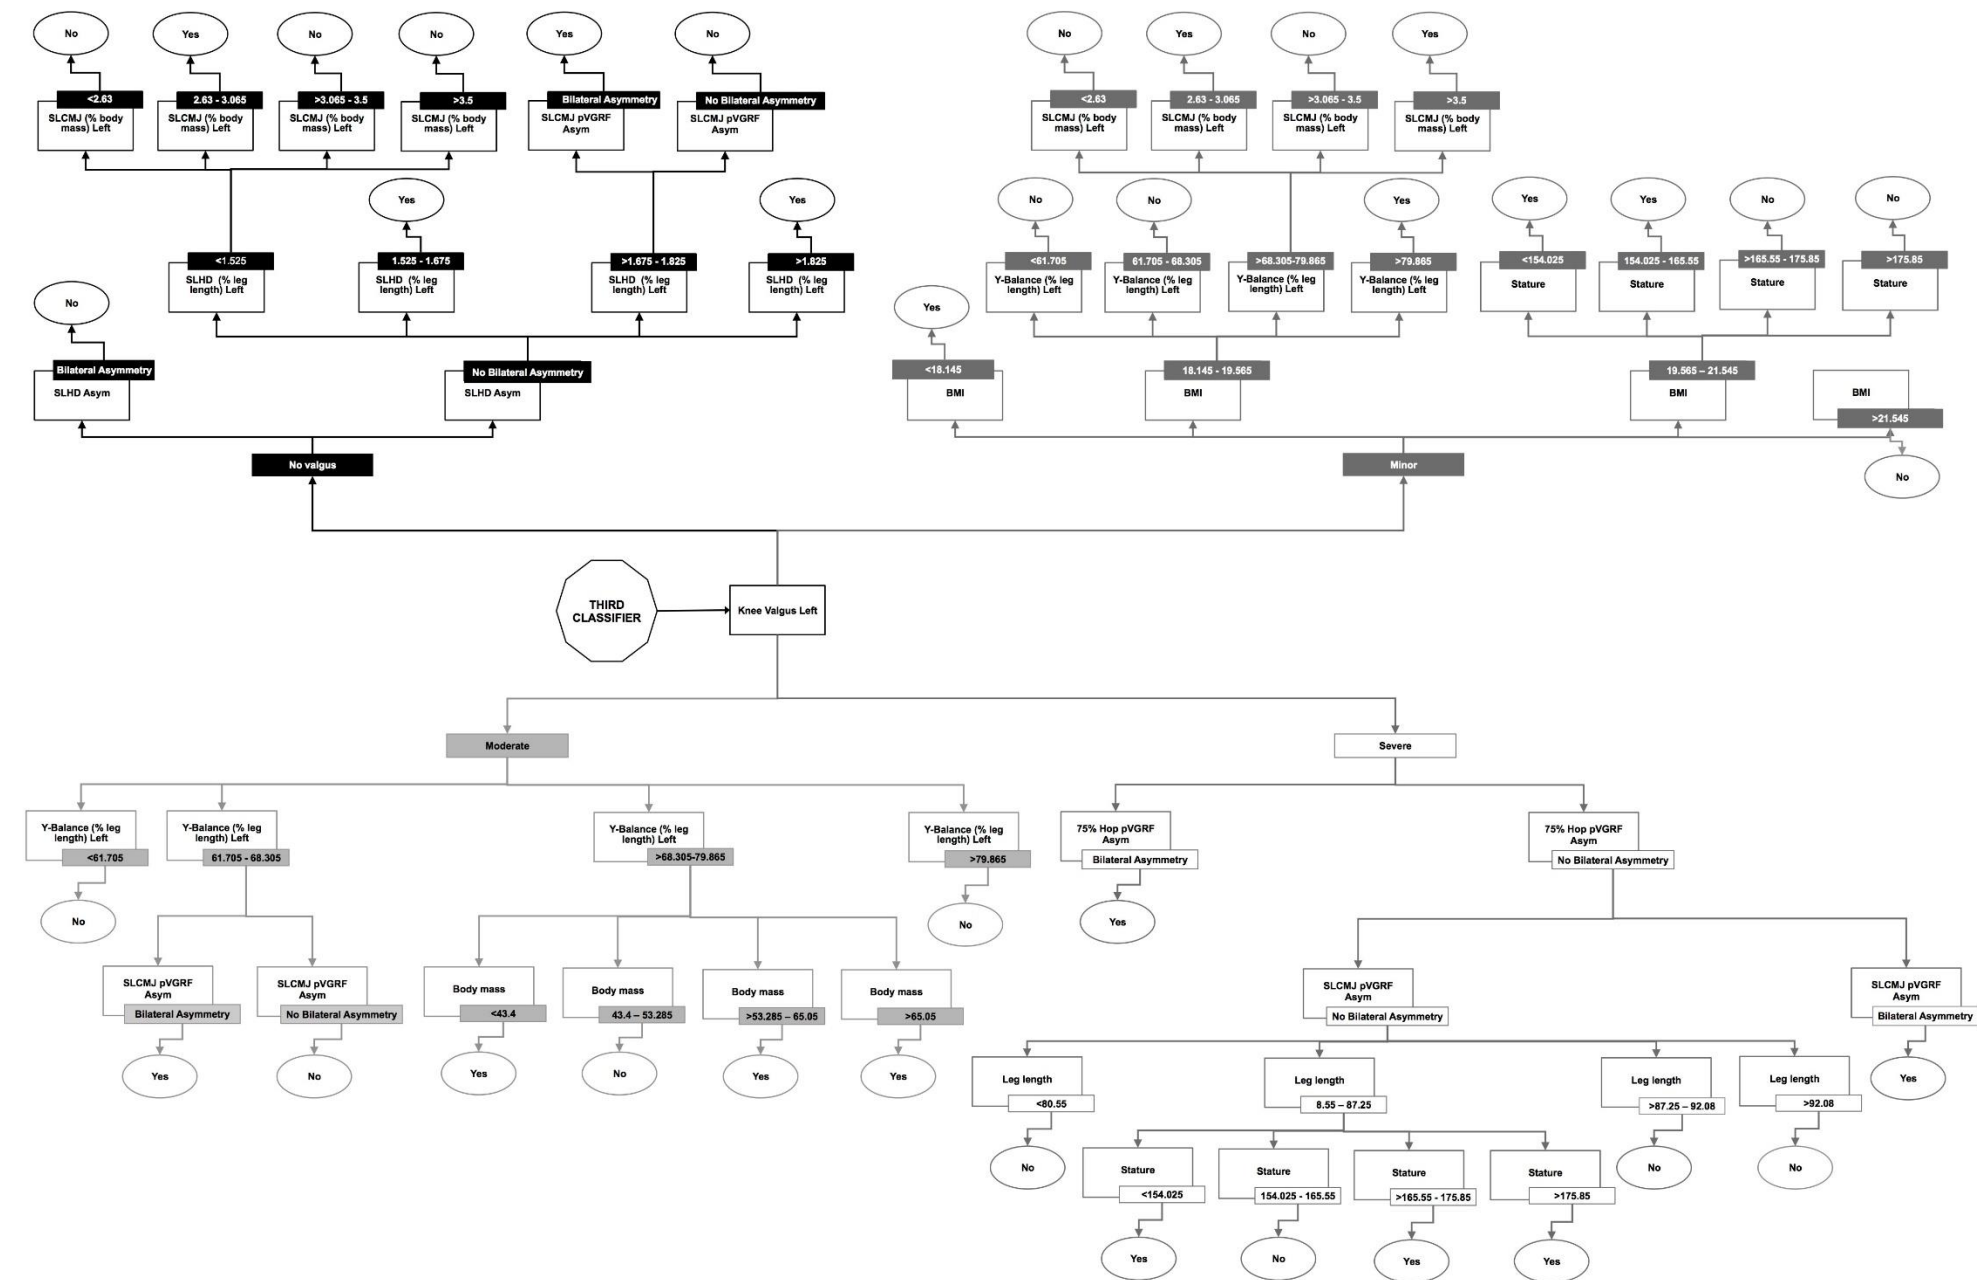 No
Yes
No
No
Yes
No
No
Yes
No
Yes
<2.63
2.63 - 3.065
>3.065 - 3.5
>3.5
Bilateral Asymmetry
No Bilateral Asymmetry
<2.63
2.63 - 3.065
>3.065 - 3.5
>3.5
SLCMJ (% body
mass) Left
SLCMJ (% body
mass) Left
SLCMJ (% body
mass) Left
SLCMJ (% body
mass) Left
SLCMJ pVGRF
Asym
SLCMJ pVGRF
Asym
SLCMJ (% body
mass) Left
SLCMJ (% body
mass) Left
SLCMJ (% body
mass) Left
SLCMJ (% body
mass) Left
Yes
Yes
No
No
Yes
Yes
Yes
No
No
<1.525
1.525 - 1.675
>1.675 - 1.825
>1.825
<61.705
61.705 - 68.305
>68.305-79.865
>79.865
<154.025
154.025 - 165.55
>165.55 - 175.85
>175.85
SLHD (% leg
length) Left
SLHD (% leg
length) Left
SLHD (% leg
length) Left
SLHD (% leg
length) Left
Y-Balance (% leg
length) Left
Y-Balance (% leg
length) Left
Y-Balance (% leg
length) Left
Y-Balance (% leg
length) Left
Stature
Stature
Stature
Stature
No
Yes
Bilateral Asymmetry
No Bilateral Asymmetry
<18.145
18.145 - 19.565
19.565 – 21.545
SLHD Asym
SLHD Asym
BMI
BMI
BMI
BMI
>21.545
No valgus
Minor
No
THIRD
CLASSIFIER
Knee Valgus Left
Moderate
Severe
Y-Balance (% leg
length) Left
<61.705
Y-Balance (% leg
length) Left
61.705 - 68.305
Y-Balance (% leg
length) Left
>68.305-79.865
Y-Balance (% leg
length) Left
>79.865
75% Hop pVGRF
Asym
Bilateral Asymmetry
75% Hop pVGRF
Asym
No Bilateral Asymmetry
No
No
Yes
SLCMJ pVGRF
Asym
Bilateral Asymmetry
SLCMJ pVGRF
Asym
No Bilateral Asymmetry
Body mass
<43.4
Body mass
43.4 – 53.285
Body mass
>53.285 – 65.05
Body mass
>65.05
SLCMJ pVGRF
Asym
No Bilateral Asymmetry
SLCMJ pVGRF
Asym
Bilateral Asymmetry
Yes
No
Yes
No
Yes
Yes
Yes
Leg length
<80.55
Leg length
8.55 – 87.25
Leg length
>87.25 – 92.08
Leg length
>92.08
No
No
No
Stature
<154.025
Stature
154.025 - 165.55
Stature
>165.55 - 175.85
Stature
>175.85
Yes
No
Yes
Yes